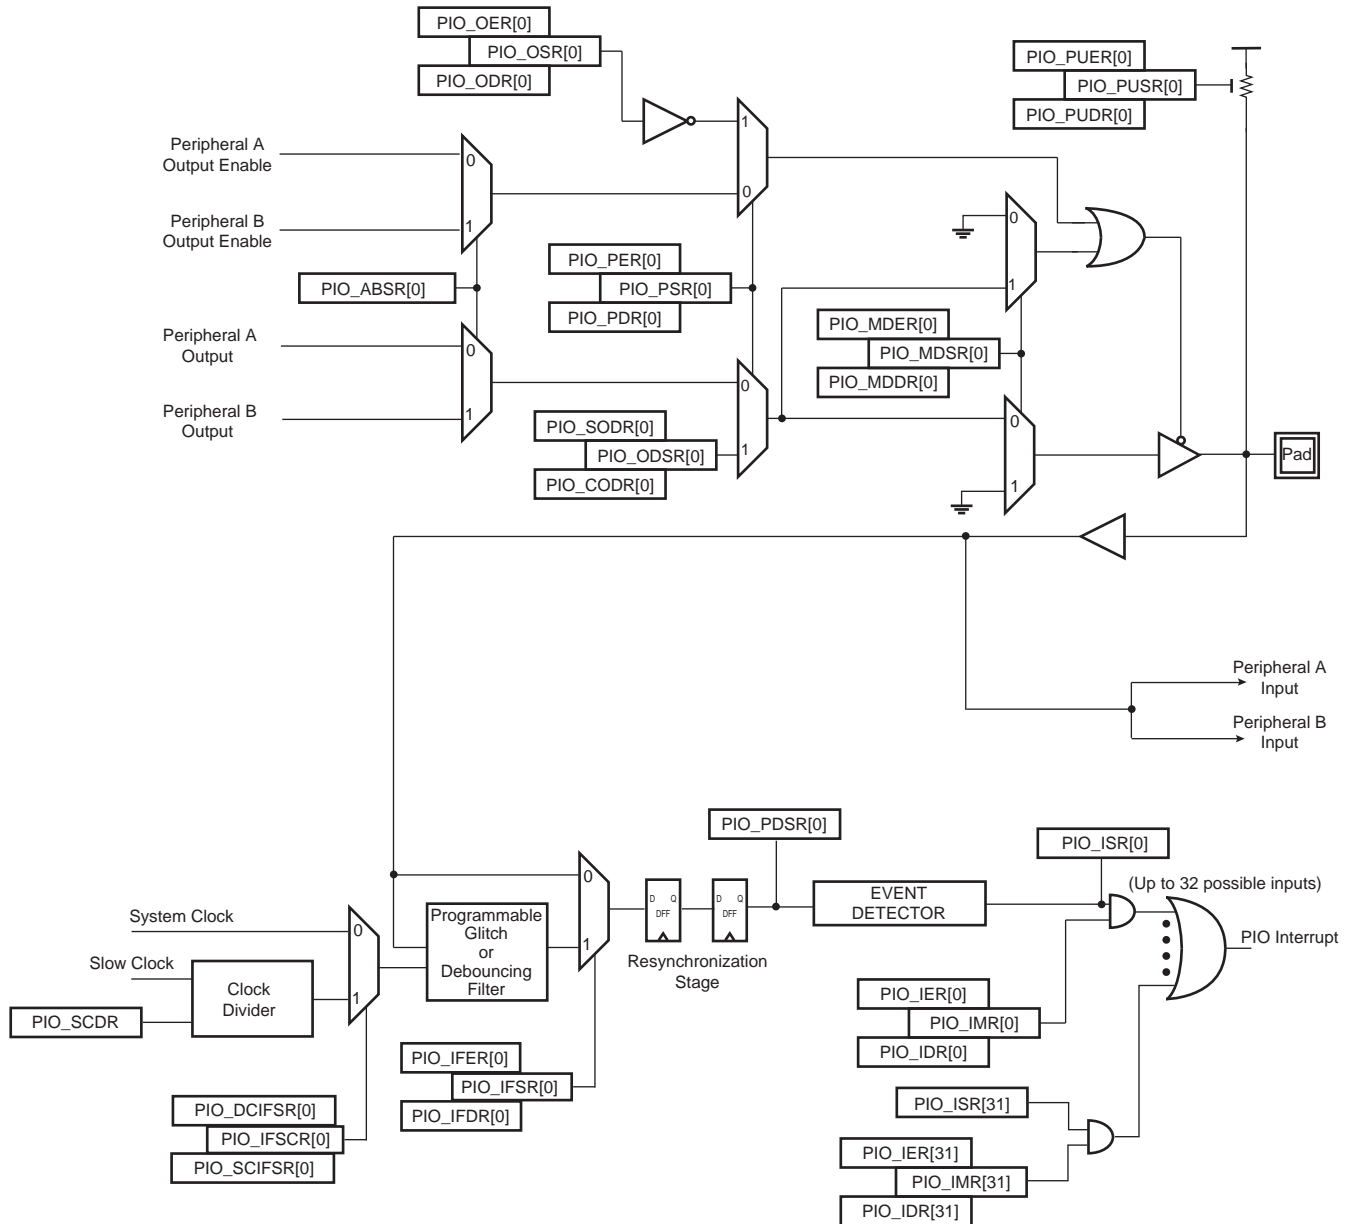 PIO_OER[0]
PIO_OSR[0]
PIO_ODR[0]
PIO_PUER[0]
PIO_PUSR[0]
PIO_PUDR[0]
1
0
Peripheral A
Output Enable
0
Peripheral B
Output Enable
1
0
1
PIO_ABSR[0]
PIO_PER[0]
PIO_PSR[0]
PIO_PDR[0]
PIO_MDER[0]
PIO_MDSR[0]
PIO_MDDR[0]
Peripheral A
Output
0
Peripheral B
Output
1
0
1
PIO_SODR[0]
PIO_ODSR[0]
PIO_CODR[0]
0
1
Pad
Peripheral A
Input
Peripheral B
Input
PIO_PDSR[0]
PIO_ISR[0]
(Up to 32 possible inputs)
0
1
D Q
DFF
D Q
DFF
EVENT
DETECTOR
Resynchronization
Stage
PIO Interrupt
System Clock
0
Slow Clock
1
Clock
Divider
PIO_SCDR
Programmable
Glitch
or
Debouncing
Filter
PIO_IER[0]
PIO_IMR[0]
PIO_IDR[0]
PIO_IFER[0]
PIO_IFSR[0]
PIO_IFDR[0]
PIO_DCIFSR[0]
PIO_IFSCR[0]
PIO_SCIFSR[0]
PIO_ISR[31]
PIO_IER[31]
PIO_IMR[31]
PIO_IDR[31]